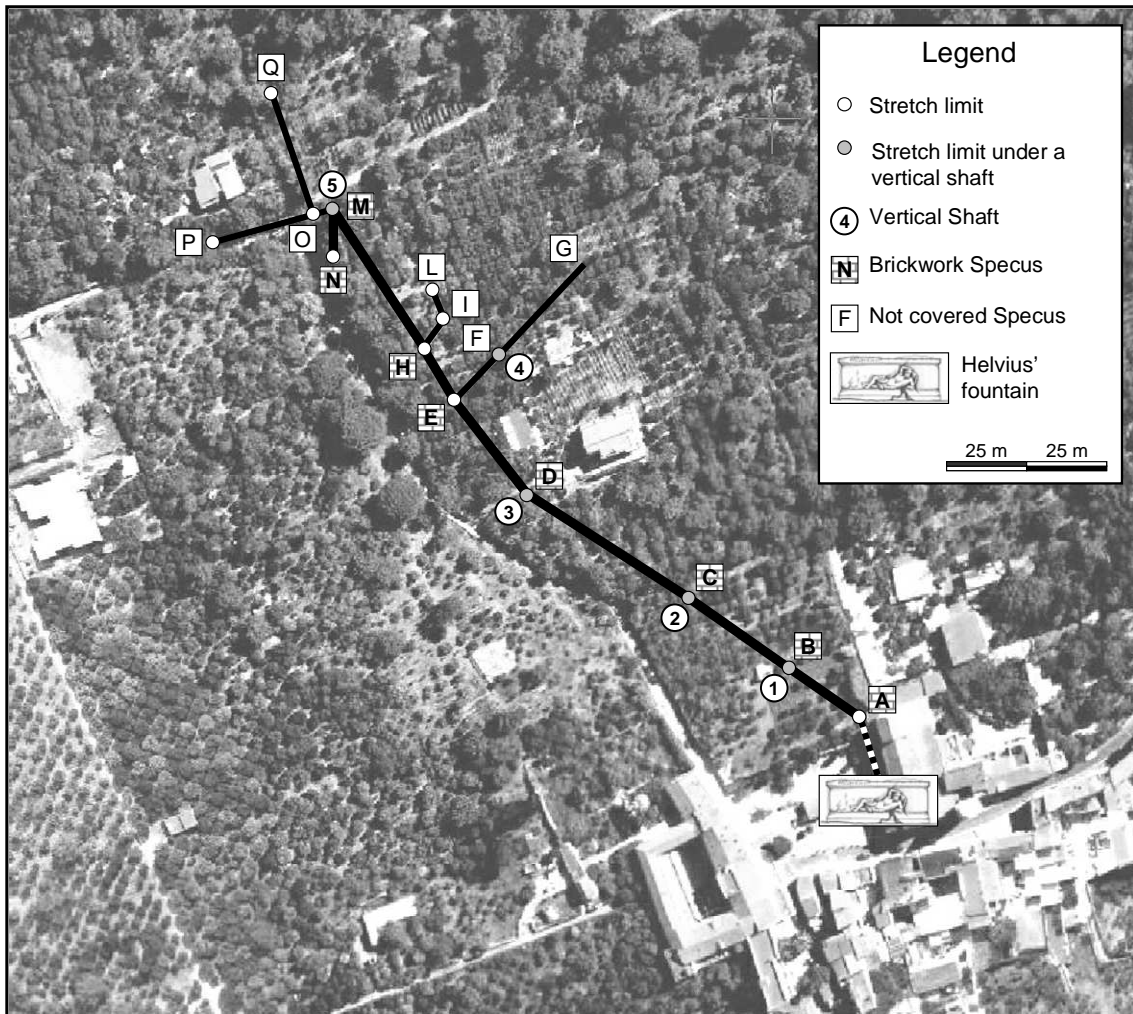 Legend
Stretch limit
Stretch limit under a
vertical shaft
4 Vertical Shaft
N Brickwork Specus
F Not covered Specus
Helvius’
fountain
25 m 25 m
Q
5
M
P
O
N
L
G
I
F
H
4
E
D
3
C
2
B
1
A